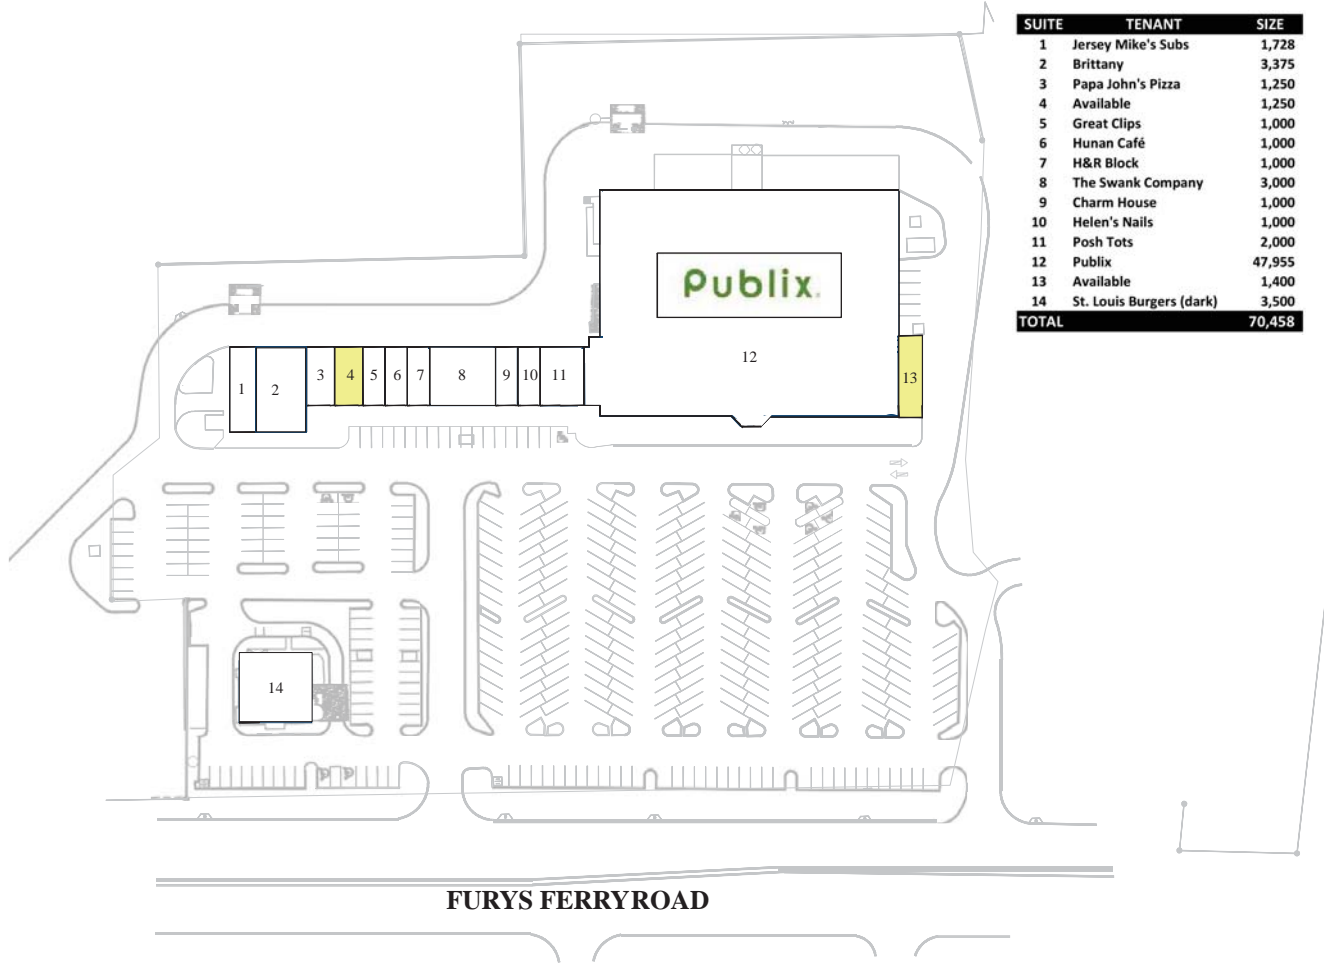 SUITE TENANT SIZE
1 Jersey Mike's Subs 1,728
2 Brittany 3,375
3 Papa John's Pizza 1,250
4 Available 1,250
5 Great Clips 1,000
6 Hunan Café 1,000
7 H&R Block 1,000
8 The Swank Company 3,000
9 Charm House 1,000
10 Helen's Nails 1,000
11 Posh Tots 2,000
12 Publix 47,955
13 Available 1,400
14 St. Louis Burgers (dark) 3,500
TOTAL 70,458
Publix.
12
1 2 3 4 5 6 7 8 9 10 11
13
14
FURYS FERRYROAD